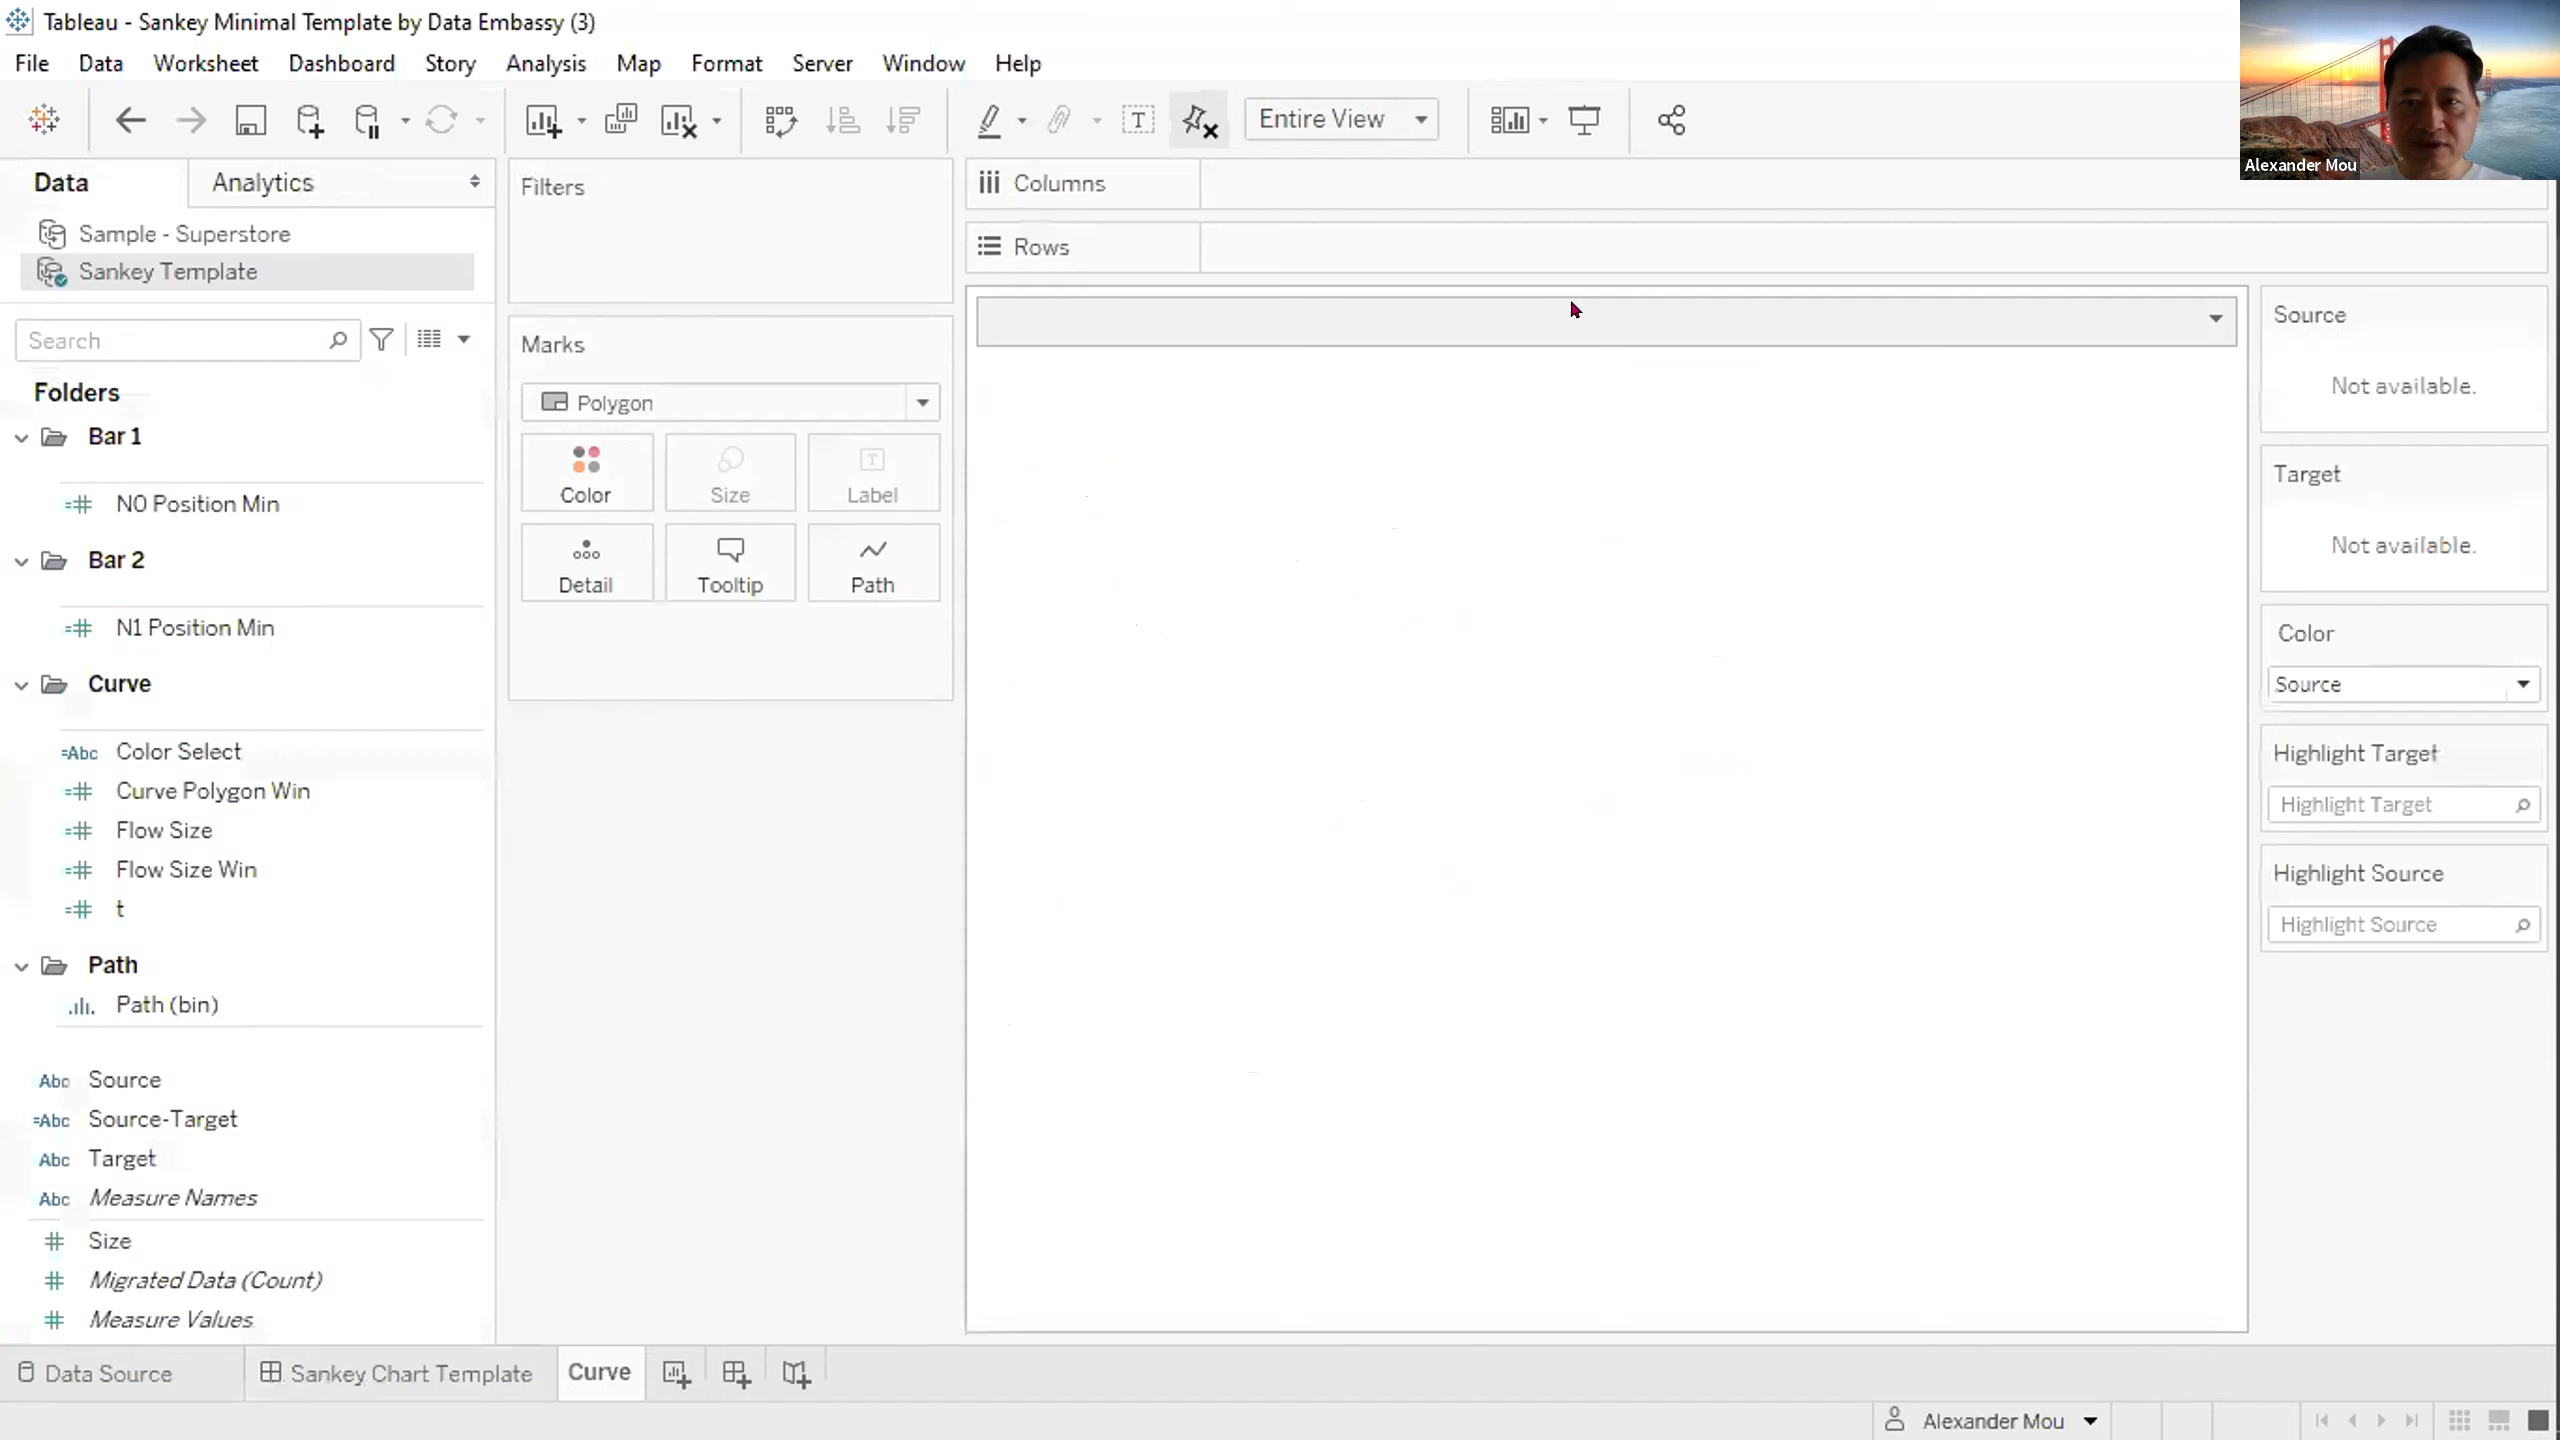 Tableau - Sankey Minimal Template by Data Embassy (3)
File Data Worksheet Dashboard Story Analysis Map Format Server Window Help
Entire View
Alexander Mou
Data Analytics
Sample - Superstore
Sankey Template
Search
Folders
Bar 1
N0 Position Min
Bar 2
N1 Position Min
Curve
Color Select
Curve Polygon Win
Flow Size
Flow Size Win
t
Path
Path (bin)
Abc Source
=Abc Source-Target
Abc Target
Abc Measure Names
Size
Migrated Data (Count)
Measure Values
Filters
Marks
Polygon
Color Size Label
Detail Tooltip Path
Columns
Rows
Source
Not available.
Target
Not available.
Color
Source
Highlight Target
Highlight Target
Highlight Source
Highlight Source
Data Source Sankey Chart Template Curve
Alexander Mou